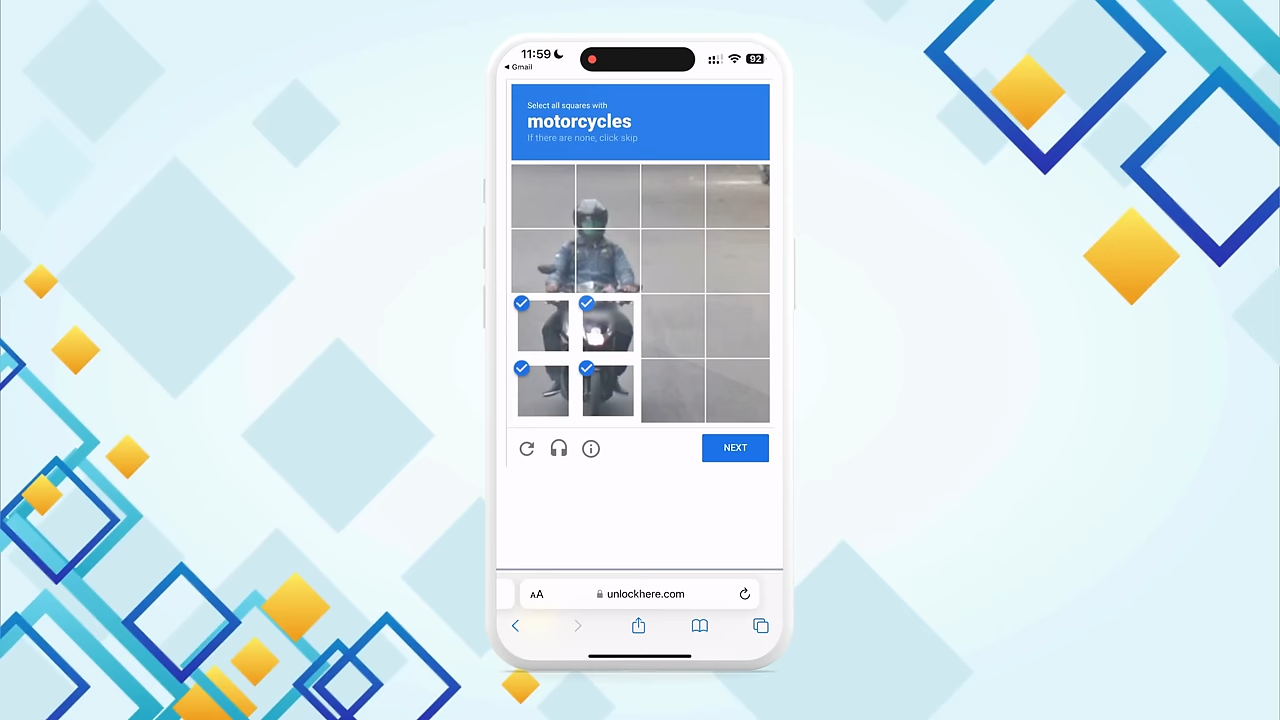 11:59
92
◄ Gmail
Select all squares with
motorcycles
If there are none, click skip
NEXT
AA
unlockhere.com